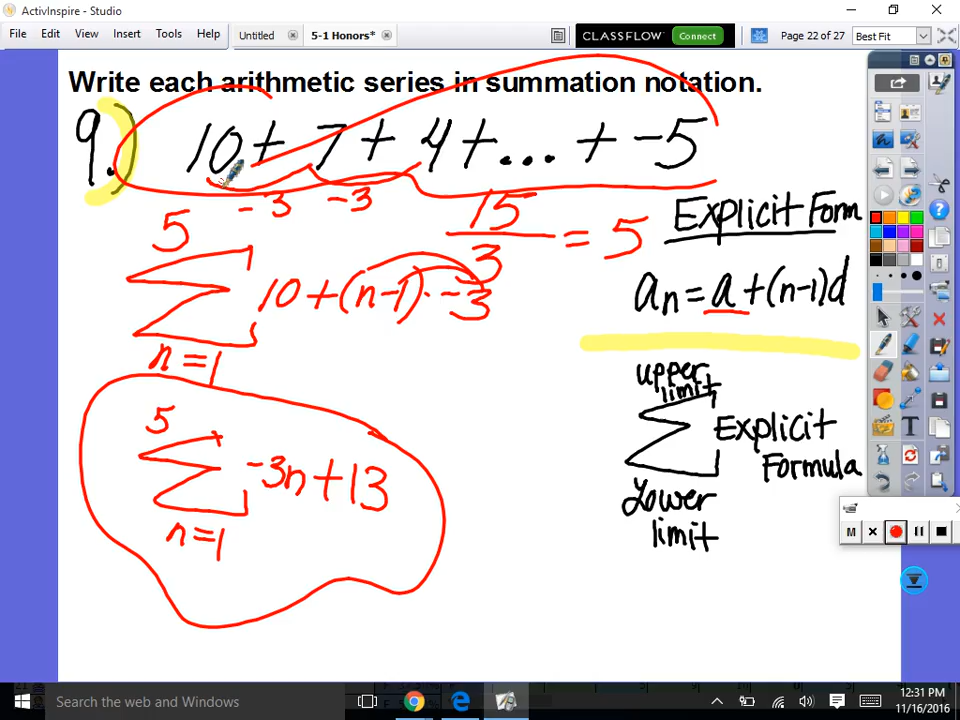 ActivInspire - Studio
File Edit View Insert Tools Help
Untitled
5-1 Honors*
CLASSFLOW Connect
Page 22 of 27
Best Fit
Write each arithmetic series in summation notation.
9.) 10 + 7 + 4 + ... + -5
-3 -3
15/3 = 5
Explicit Form
an = a + (n-1)d
5
Σ 10 + (n-1)·-3
n=1
5
Σ -3n + 13
n=1
upper limit
Σ Explicit Formula
Lower limit
M
T
Search the web and Windows
12:31 PM
11/16/2016